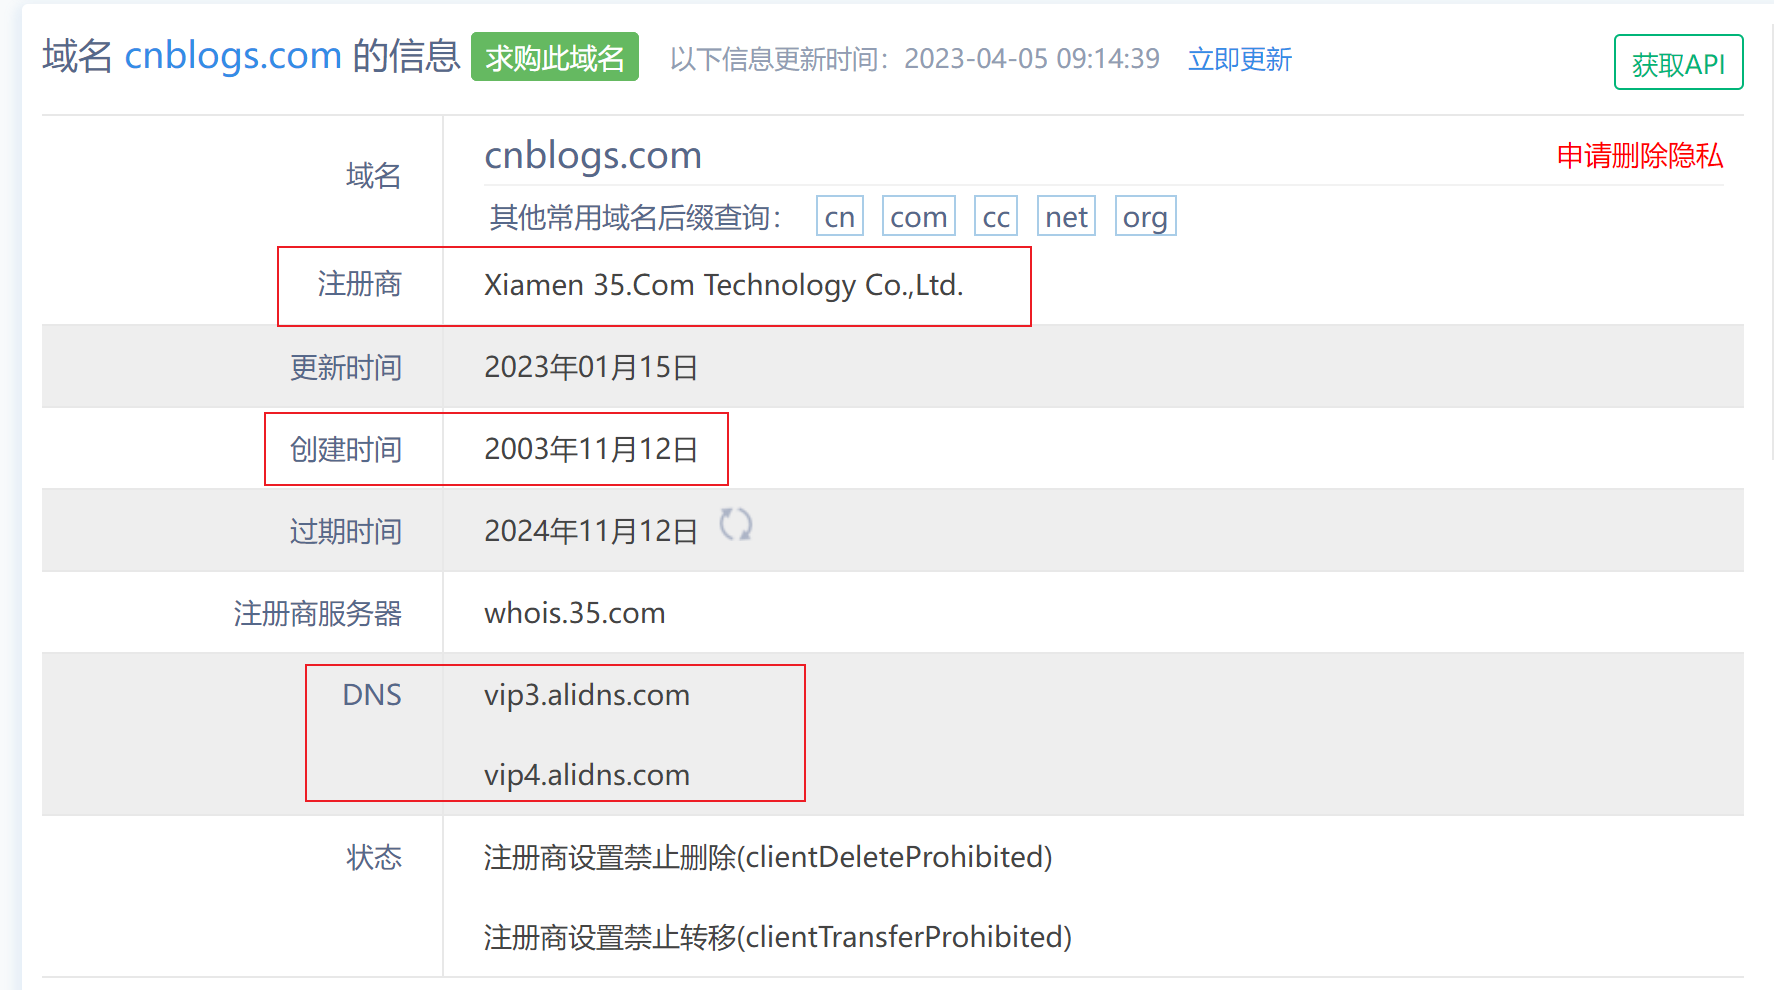 域名 cnblogs.com 的信息 求购此域名 以下信息更新时间：2023-04-05 09:14:39 立即更新 获取API
域名 cnblogs.com 申请删除隐私
其他常用域名后缀查询： cn com cc net org
注册商 Xiamen 35.Com Technology Co.,Ltd.
更新时间 2023年01月15日
创建时间 2003年11月12日
过期时间 2024年11月12日
注册商服务器 whois.35.com
DNS vip3.alidns.com
vip4.alidns.com
状态 注册商设置禁止删除(clientDeleteProhibited)
注册商设置禁止转移(clientTransferProhibited)